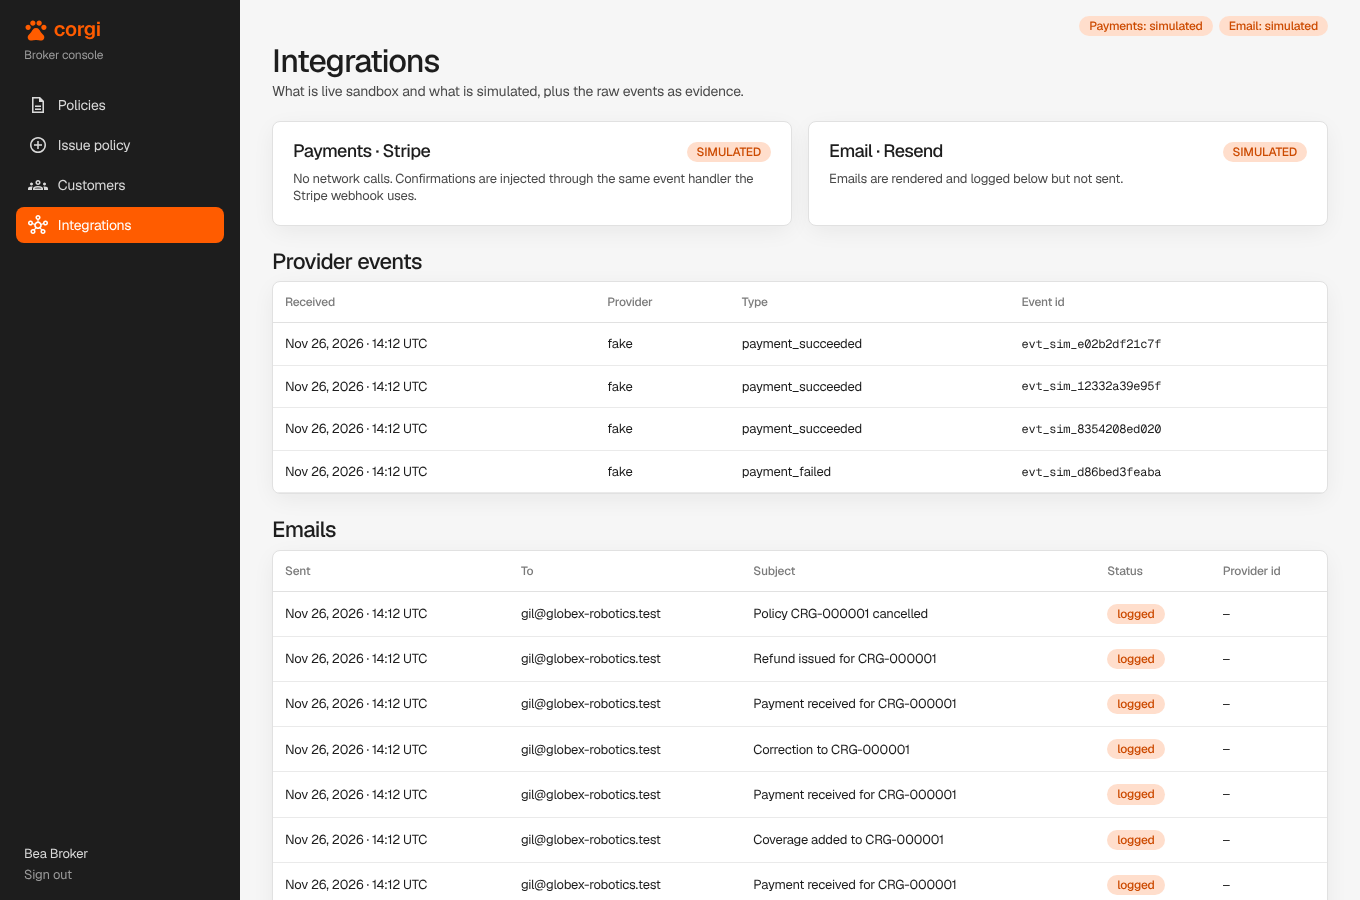 corgi
Broker console
Policies
Issue policy
Customers
Integrations
Bea Broker
Sign out
Payments: simulated Email: simulated
Integrations
What is live sandbox and what is simulated, plus the raw events as evidence.
Payments · Stripe SIMULATED
No network calls. Confirmations are injected through the same event handler the
Stripe webhook uses.
Email · Resend SIMULATED
Emails are rendered and logged below but not sent.
Provider events
Received Provider Type Event id
Nov 26, 2026 · 14:12 UTC fake payment_succeeded evt_sim_e02b2df21c7f
Nov 26, 2026 · 14:12 UTC fake payment_succeeded evt_sim_12332a39e95f
Nov 26, 2026 · 14:12 UTC fake payment_succeeded evt_sim_8354208ed020
Nov 26, 2026 · 14:12 UTC fake payment_failed evt_sim_d86bed3feaba
Emails
Sent To Subject Status Provider id
Nov 26, 2026 · 14:12 UTC gil@globex-robotics.test Policy CRG-000001 cancelled logged –
Nov 26, 2026 · 14:12 UTC gil@globex-robotics.test Refund issued for CRG-000001 logged –
Nov 26, 2026 · 14:12 UTC gil@globex-robotics.test Payment received for CRG-000001 logged –
Nov 26, 2026 · 14:12 UTC gil@globex-robotics.test Correction to CRG-000001 logged –
Nov 26, 2026 · 14:12 UTC gil@globex-robotics.test Payment received for CRG-000001 logged –
Nov 26, 2026 · 14:12 UTC gil@globex-robotics.test Coverage added to CRG-000001 logged –
Nov 26, 2026 · 14:12 UTC gil@globex-robotics.test Payment received for CRG-000001 logged –